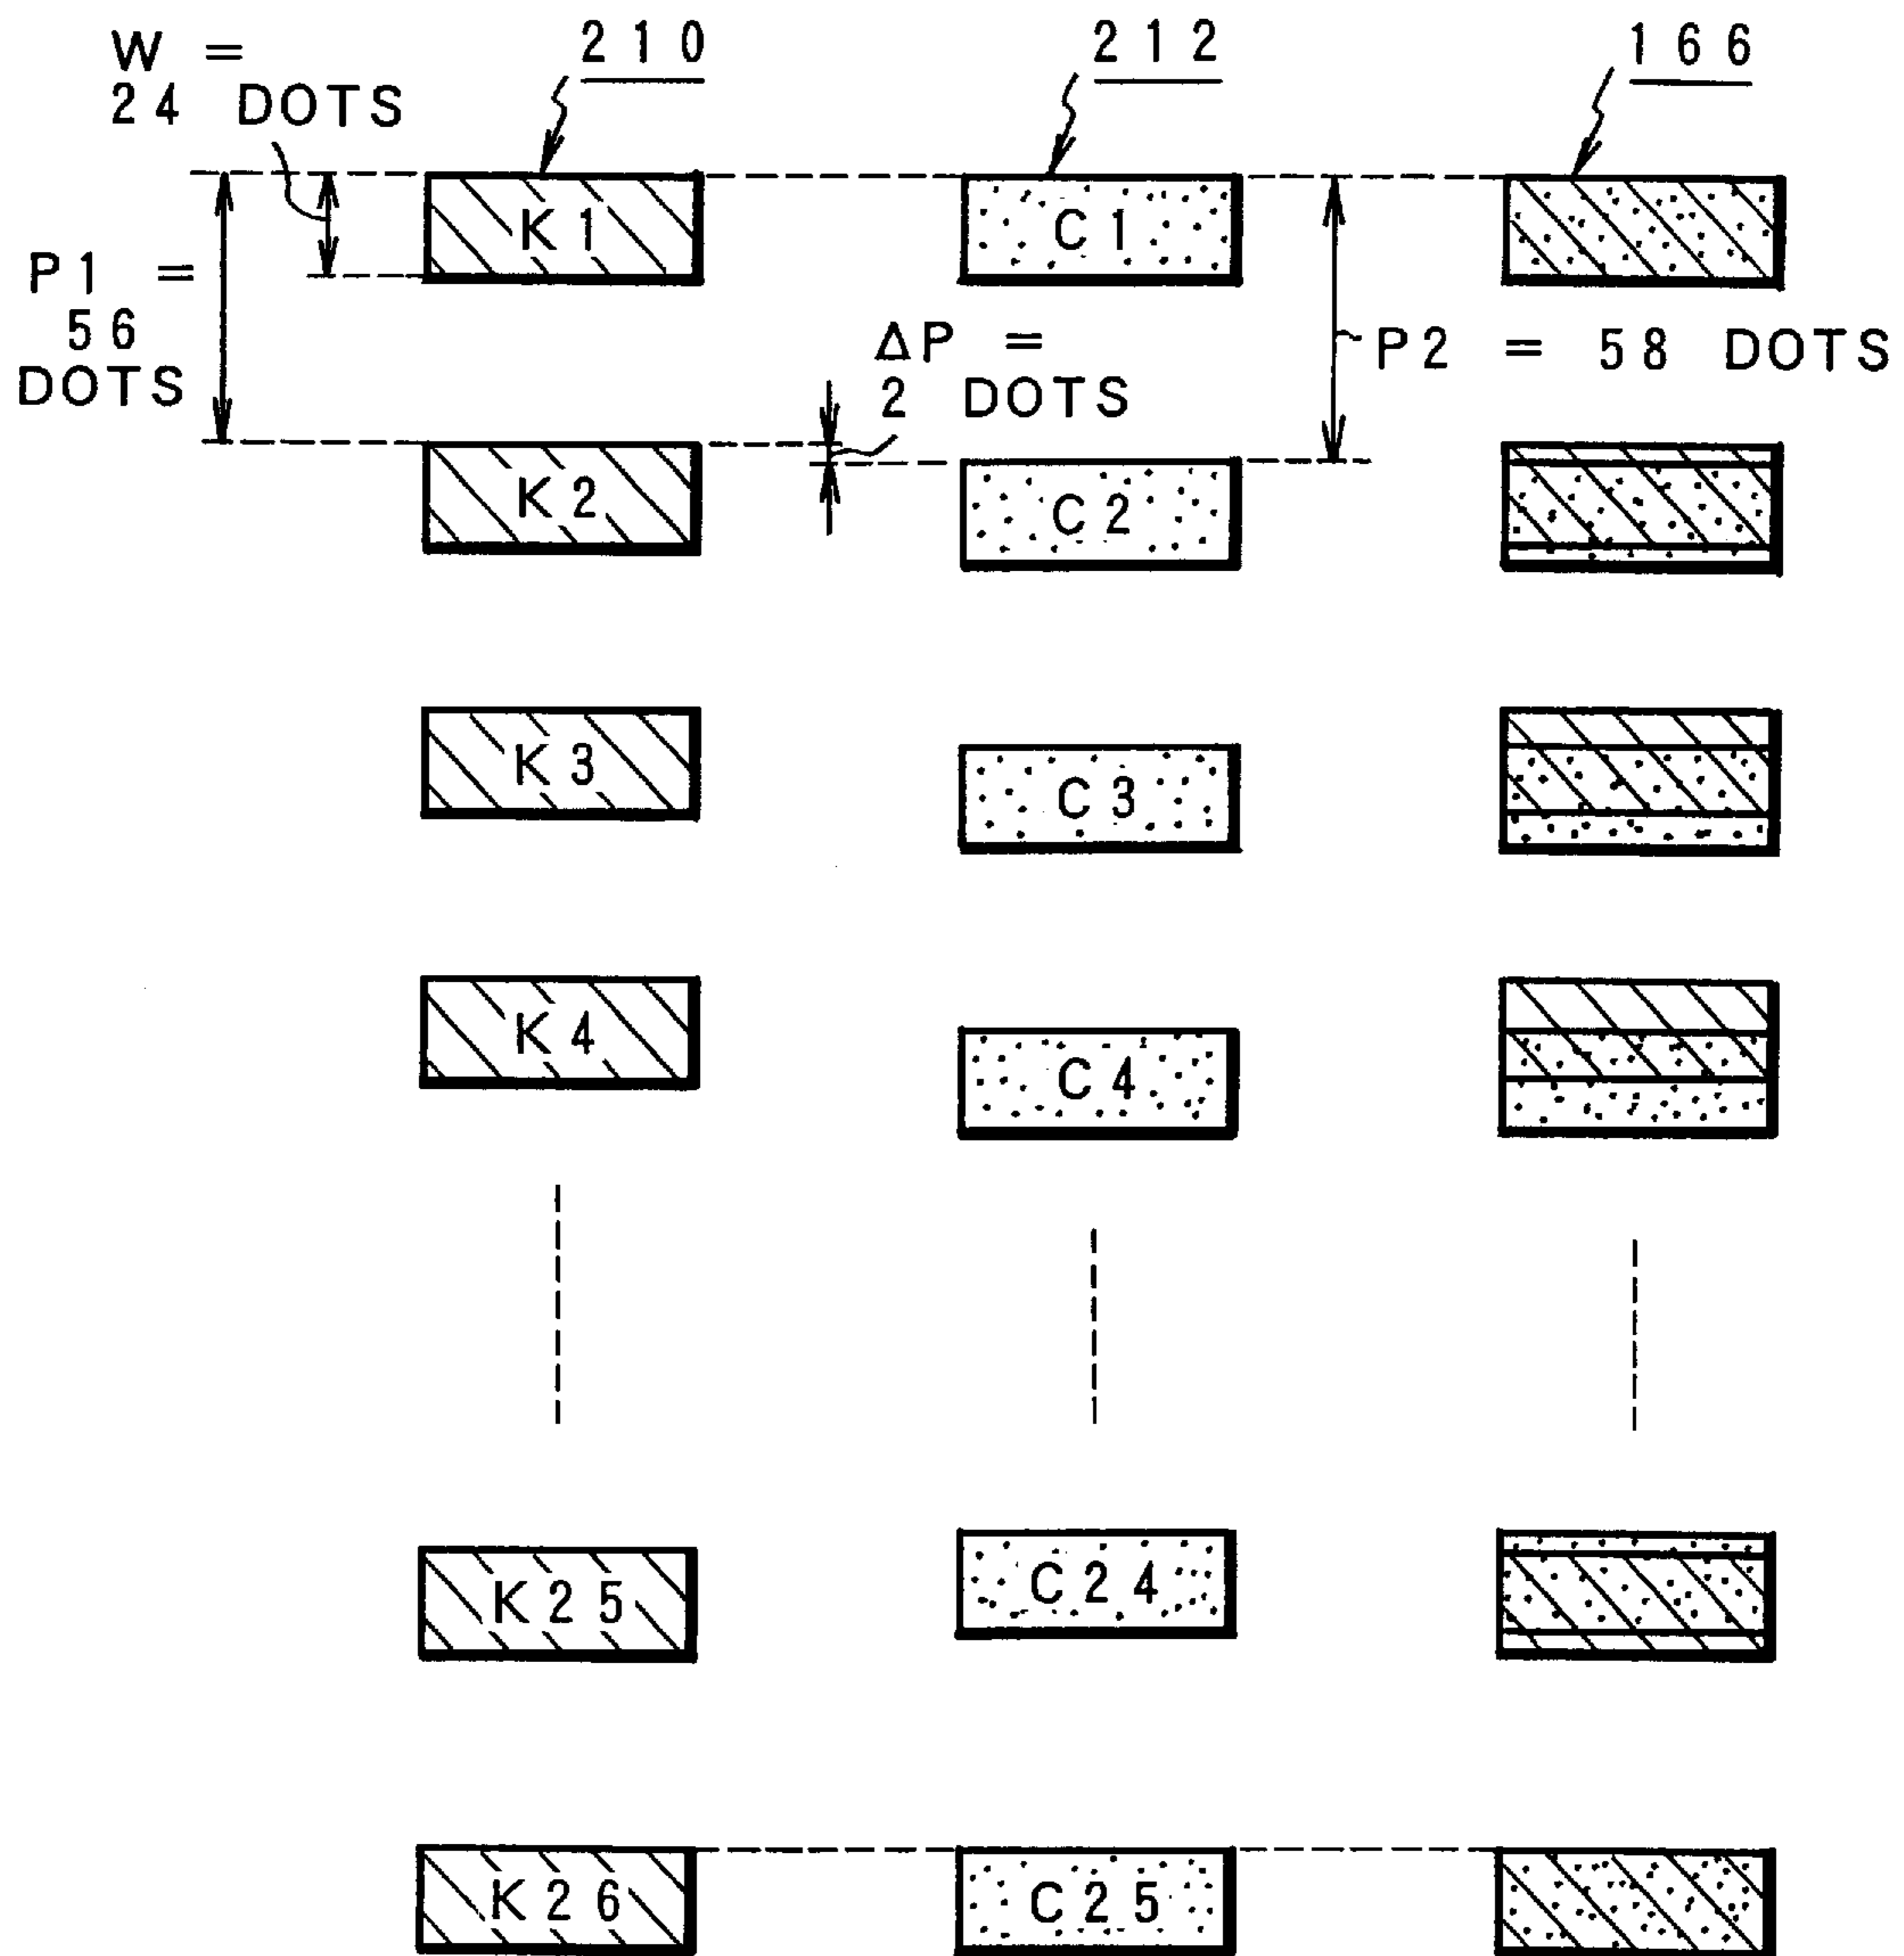 W =
24 DOTS
210
212
166
K1
C1
P1 =
56
DOTS
ΔP =
2 DOTS
P2 = 58 DOTS
K2
C2
K3
C3
K4
C4
K25
C24
K26
C25